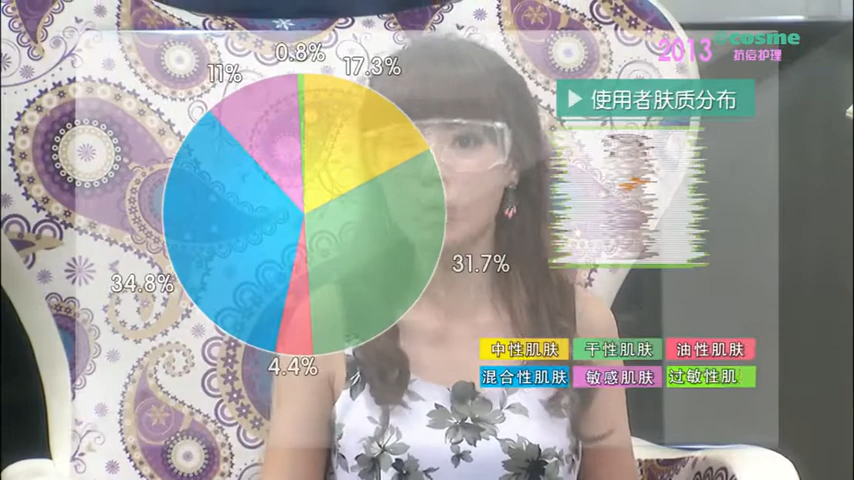 2013 @cosme
抗痘护理
0.8%
11%
17.3%
使用者肤质分布
34.8%
31.7%
4.4%
中性肌肤 干性肌肤 油性肌肤
混合性肌肤 敏感肌肤 过敏性肌